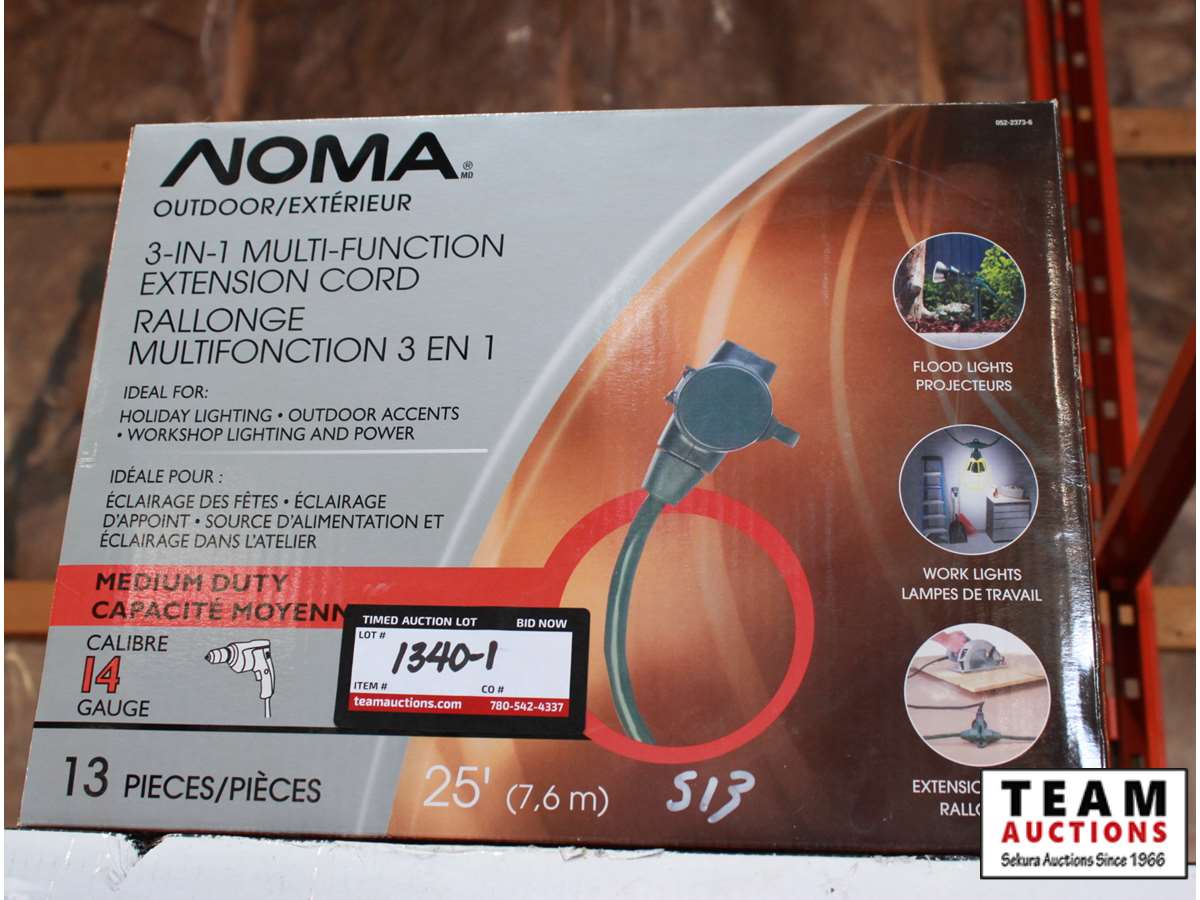 052-2373-6
NOMA®
MD
OUTDOOR/EXTÉRIEUR
3-IN-1 MULTI-FUNCTION
EXTENSION CORD
RALLONGE
MULTIFONCTION 3 EN 1
IDEAL FOR:
HOLIDAY LIGHTING • OUTDOOR ACCENTS
• WORKSHOP LIGHTING AND POWER
IDÉALE POUR :
ÉCLAIRAGE DES FÊTES • ÉCLAIRAGE
D'APPOINT • SOURCE D'ALIMENTATION ET
ÉCLAIRAGE DANS L'ATELIER
MEDIUM DUTY
CAPACITÉ MOYENN
CALIBRE
14
GAUGE
13 PIECES/PIÈCES
25' (7,6 m)
S13
TIMED AUCTION LOT BID NOW
LOT #
1340-1
ITEM # CO #
teamauctions.com 780-542-4337
FLOOD LIGHTS
PROJECTEURS
WORK LIGHTS
LAMPES DE TRAVAIL
TEAM
AUCTIONS
Sekura Auctions Since 1966